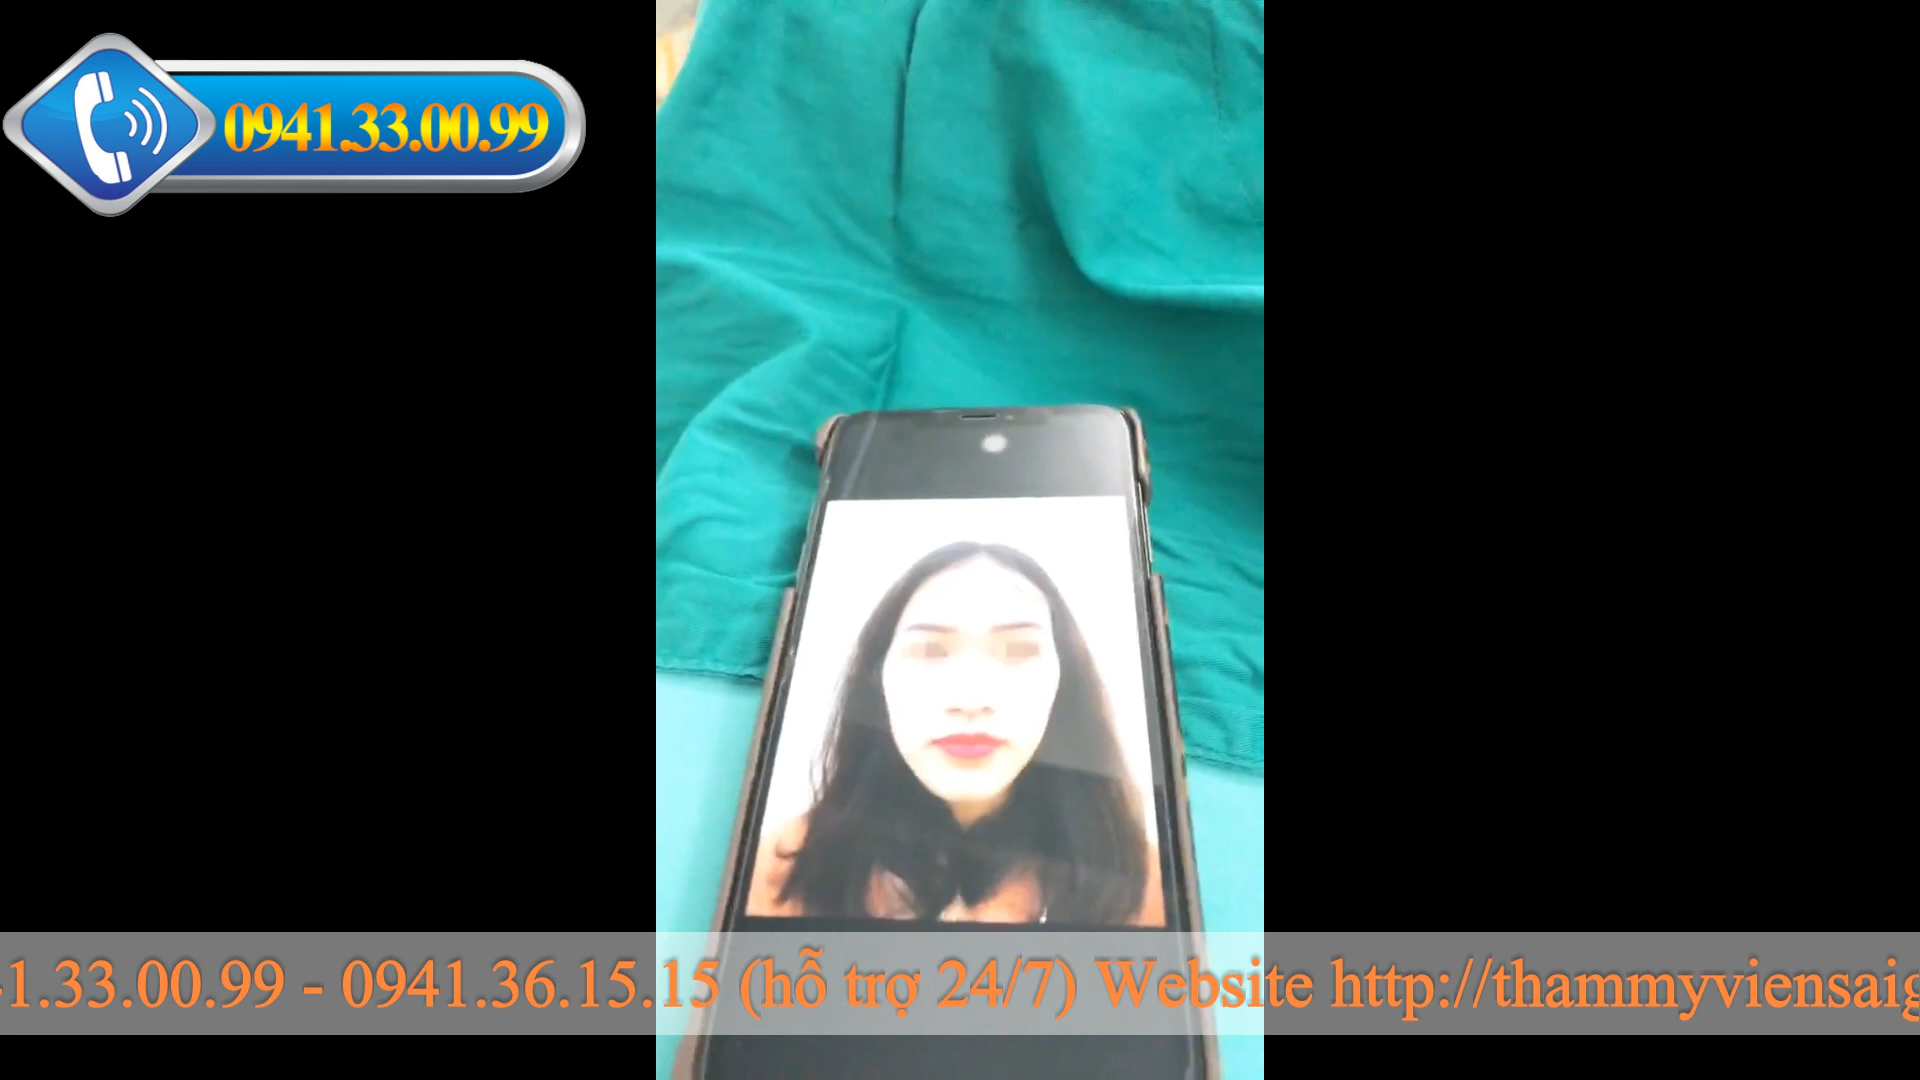 0941.33.00.99
1.33.00.99 - 0941.36.15.15 (hỗ trợ 24/7) Website http://thammyviensaig